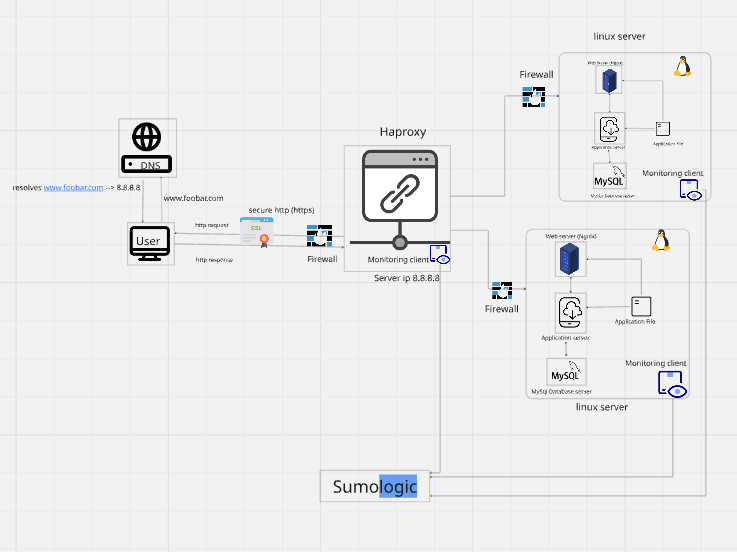 linux server
Firewall
Web Server (Nginx)
Application server
Application File
MySQL
MySql Database server
Monitoring client
Haproxy
DNS
resolves www.foobar.com --> 8.8.8.8
www.foobar.com
secure http (https)
SSL
http request
User
http response
Firewall
Monitoring client
Server ip 8.8.8.8
Firewall
Web server (Nginx)
Application File
Application server
Monitoring client
MySQL
MySql Database server
linux server
Sumologic